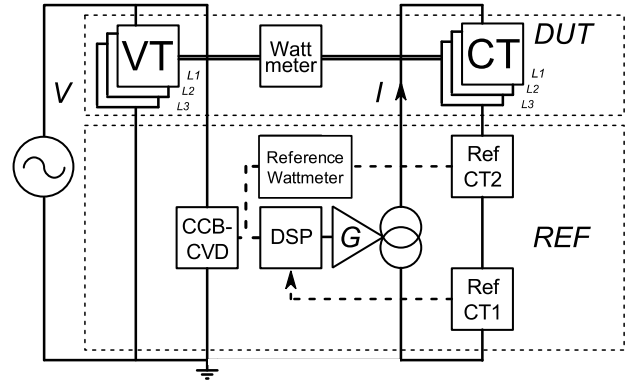 VT
L1
L2
L3
Watt
meter
CT
L1
L2
L3
DUT
V
I
Reference
Wattmeter
Ref
CT2
CCB-
CVD
DSP
G
REF
Ref
CT1